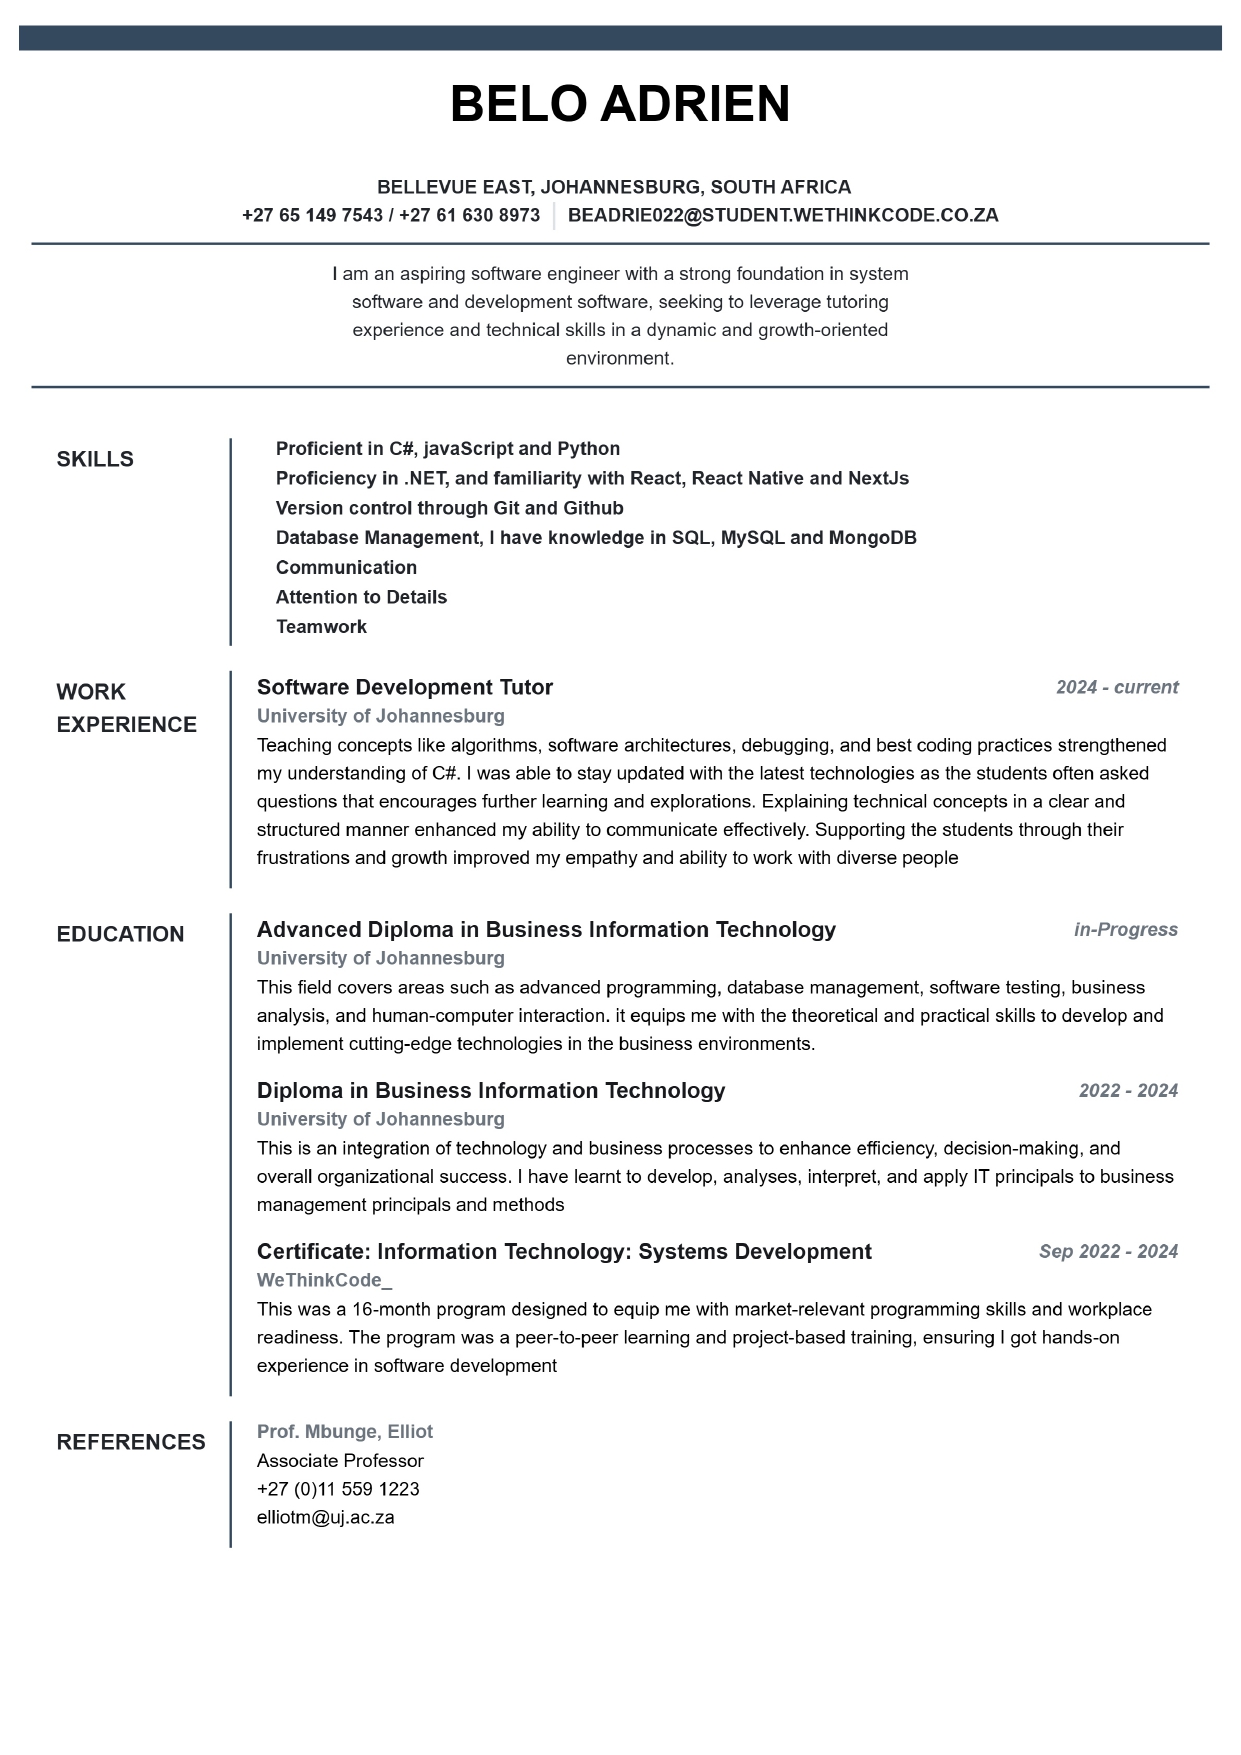 BELO ADRIEN
BELLEVUE EAST, JOHANNESBURG, SOUTH AFRICA
+27 65 149 7543 / +27 61 630 8973 BEADRIE022@STUDENT.WETHINKCODE.CO.ZA
I am an aspiring software engineer with a strong foundation in system
software and development software, seeking to leverage tutoring
experience and technical skills in a dynamic and growth-oriented
environment.
SKILLS
Proficient in C#, javaScript and Python
Proficiency in .NET, and familiarity with React, React Native and NextJs
Version control through Git and Github
Database Management, I have knowledge in SQL, MySQL and MongoDB
Communication
Attention to Details
Teamwork
WORK
EXPERIENCE
Software Development Tutor 2024 - current
University of Johannesburg
Teaching concepts like algorithms, software architectures, debugging, and best coding practices strengthened
my understanding of C#. I was able to stay updated with the latest technologies as the students often asked
questions that encourages further learning and explorations. Explaining technical concepts in a clear and
structured manner enhanced my ability to communicate effectively. Supporting the students through their
frustrations and growth improved my empathy and ability to work with diverse people
EDUCATION
Advanced Diploma in Business Information Technology in-Progress
University of Johannesburg
This field covers areas such as advanced programming, database management, software testing, business
analysis, and human-computer interaction. it equips me with the theoretical and practical skills to develop and
implement cutting-edge technologies in the business environments.
Diploma in Business Information Technology 2022 - 2024
University of Johannesburg
This is an integration of technology and business processes to enhance efficiency, decision-making, and
overall organizational success. I have learnt to develop, analyses, interpret, and apply IT principals to business
management principals and methods
Certificate: Information Technology: Systems Development Sep 2022 - 2024
WeThinkCode_
This was a 16-month program designed to equip me with market-relevant programming skills and workplace
readiness. The program was a peer-to-peer learning and project-based training, ensuring I got hands-on
experience in software development
REFERENCES
Prof. Mbunge, Elliot
Associate Professor
+27 (0)11 559 1223
elliotm@uj.ac.za